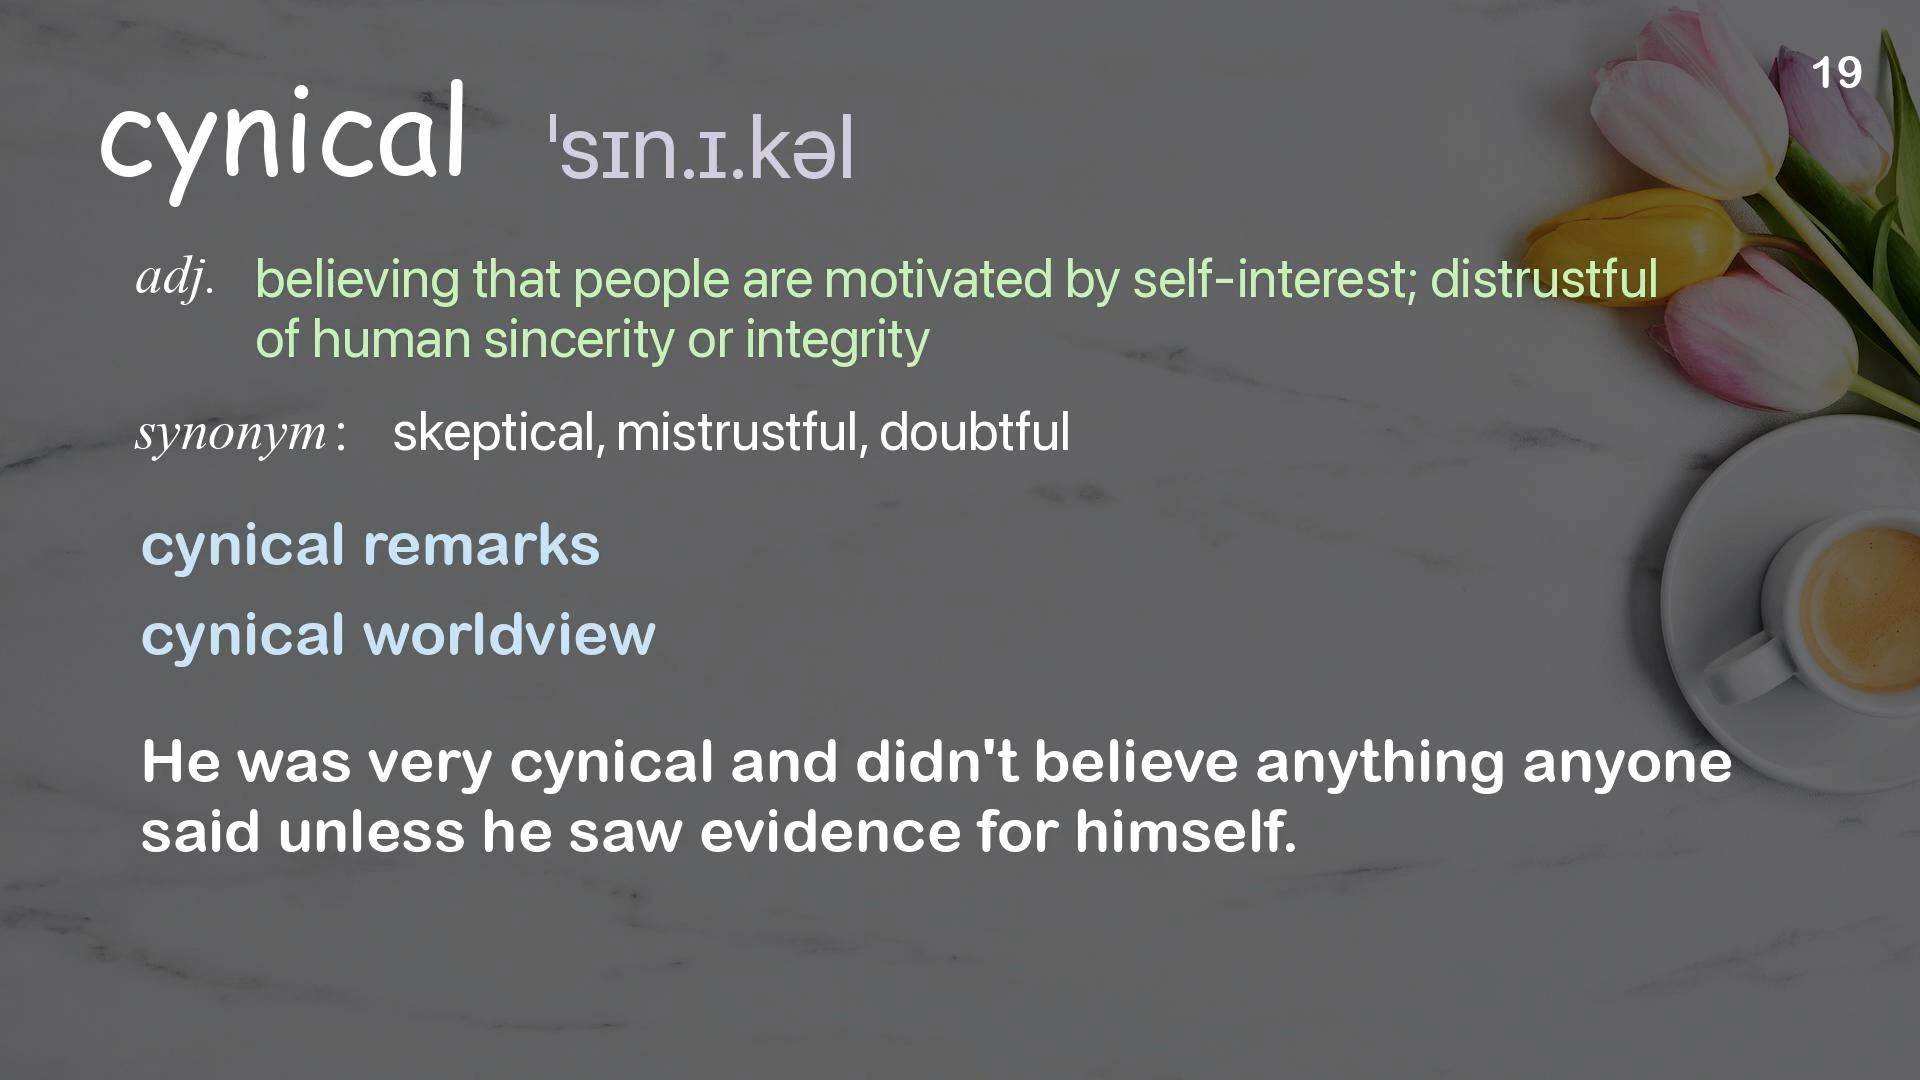 19
cynical ˈsɪn.ɪ.kəl
adj. believing that people are motivated by self-interest; distrustful
of human sincerity or integrity
synonym: skeptical, mistrustful, doubtful
cynical remarks
cynical worldview
He was very cynical and didn't believe anything anyone
said unless he saw evidence for himself.